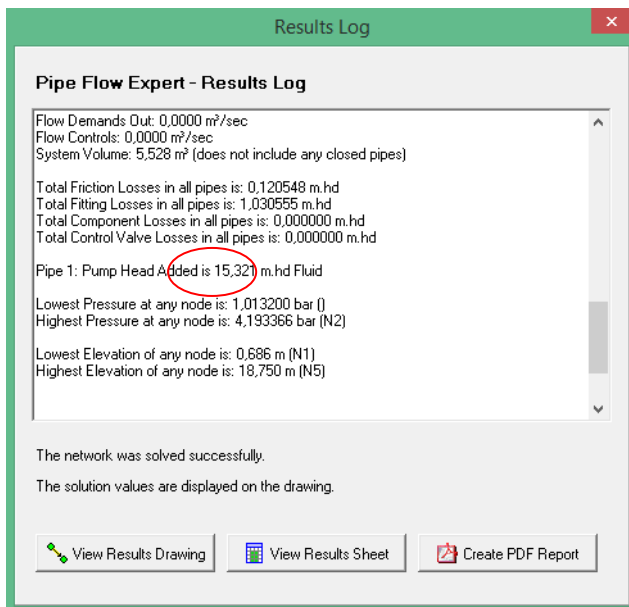 Results Log
Pipe Flow Expert - Results Log
Flow Demands Out: 0,0000 m³/sec
Flow Controls: 0,0000 m³/sec
System Volume: 5,528 m³ (does not include any closed pipes)
Total Friction Losses in all pipes is: 0,120548 m.hd
Total Fitting Losses in all pipes is: 1,030555 m.hd
Total Component Losses in all pipes is: 0,000000 m.hd
Total Control Valve Losses in all pipes is: 0,000000 m.hd
Pipe 1: Pump Head Added is 15,321 m.hd Fluid
Lowest Pressure at any node is: 1,013200 bar ()
Highest Pressure at any node is: 4,193366 bar (N2)
Lowest Elevation of any node is: 0,686 m (N1)
Highest Elevation of any node is: 18,750 m (N5)
The network was solved successfully.
The solution values are displayed on the drawing.
View Results Drawing View Results Sheet Create PDF Report